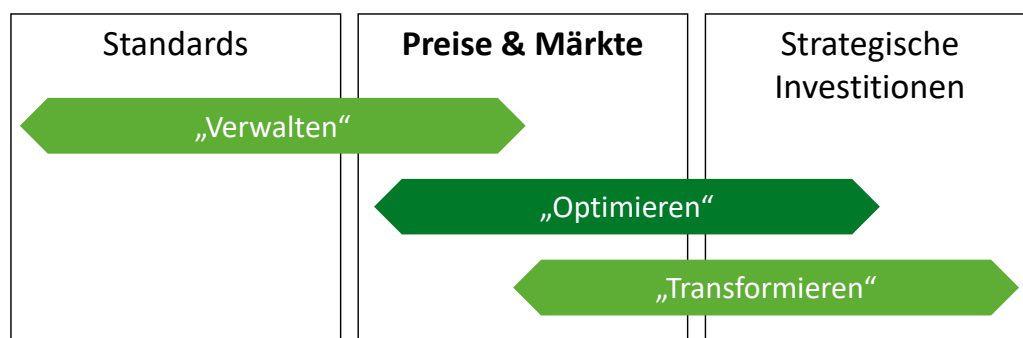 Standards
Preise & Märkte
Strategische
Investitionen
„Verwalten“
„Optimieren“
„Transformieren“